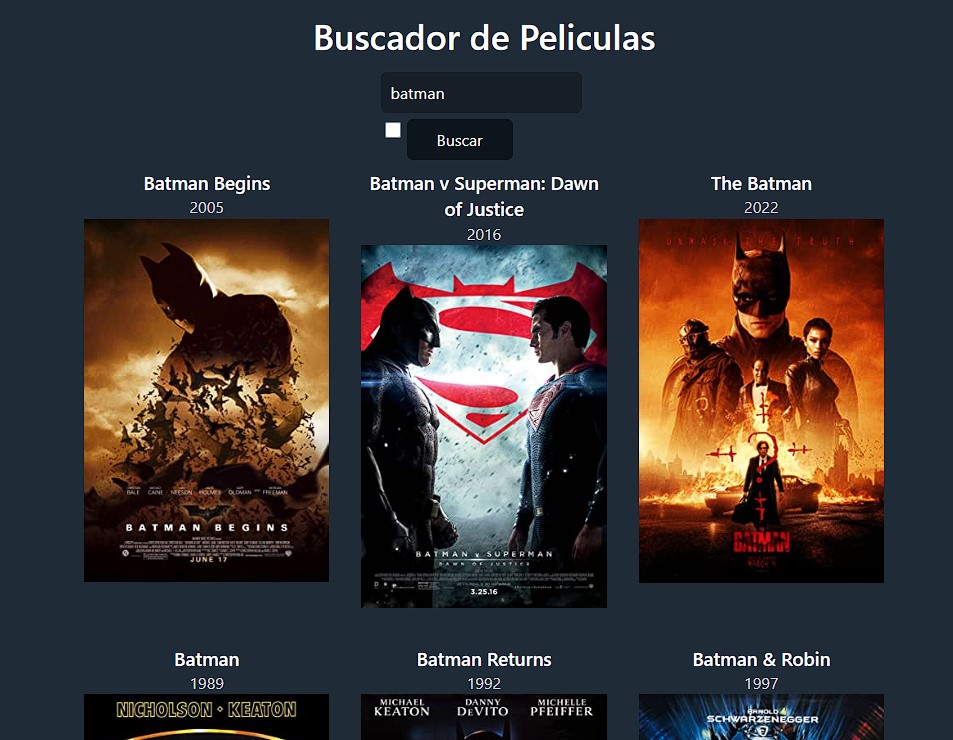 Buscador de Peliculas
batman
Buscar
Batman Begins
2005
Batman v Superman: Dawn
of Justice
2016
The Batman
2022
BALE CAINE NEESON HOLMES OLDMAN FREEMAN
BATMAN BEGINS
JUNE 17
BATMAN v SUPERMAN
DAWN OF JUSTICE
3.25.16
UNMASK THE TRUTH
THE
BATMAN
MARCH 4
Batman
1989
NICHOLSON • KEATON
Batman Returns
1992
MICHAEL DANNY MICHELLE
KEATON DEVITO PFEIFFER
Batman & Robin
1997
ARNOLD
SCHWARZENEGGER